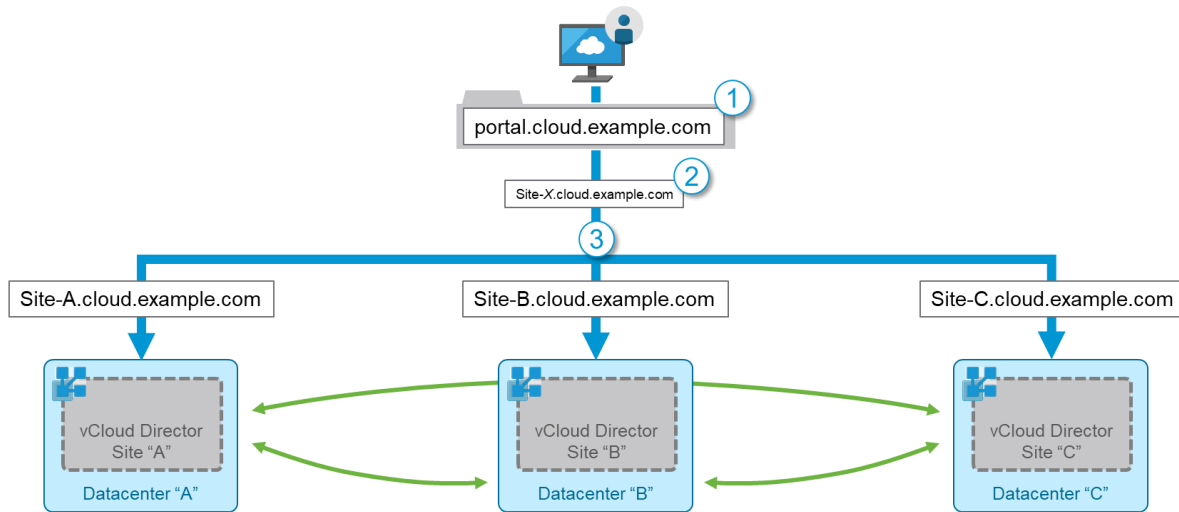 1
portal.cloud.example.com
2
Site-X.cloud.example.com
3
Site-A.cloud.example.com
Site-B.cloud.example.com
Site-C.cloud.example.com
vCloud Director
Site “A”
Datacenter “A”
vCloud Director
Site “B”
Datacenter “B”
vCloud Director
Site “C”
Datacenter “C”